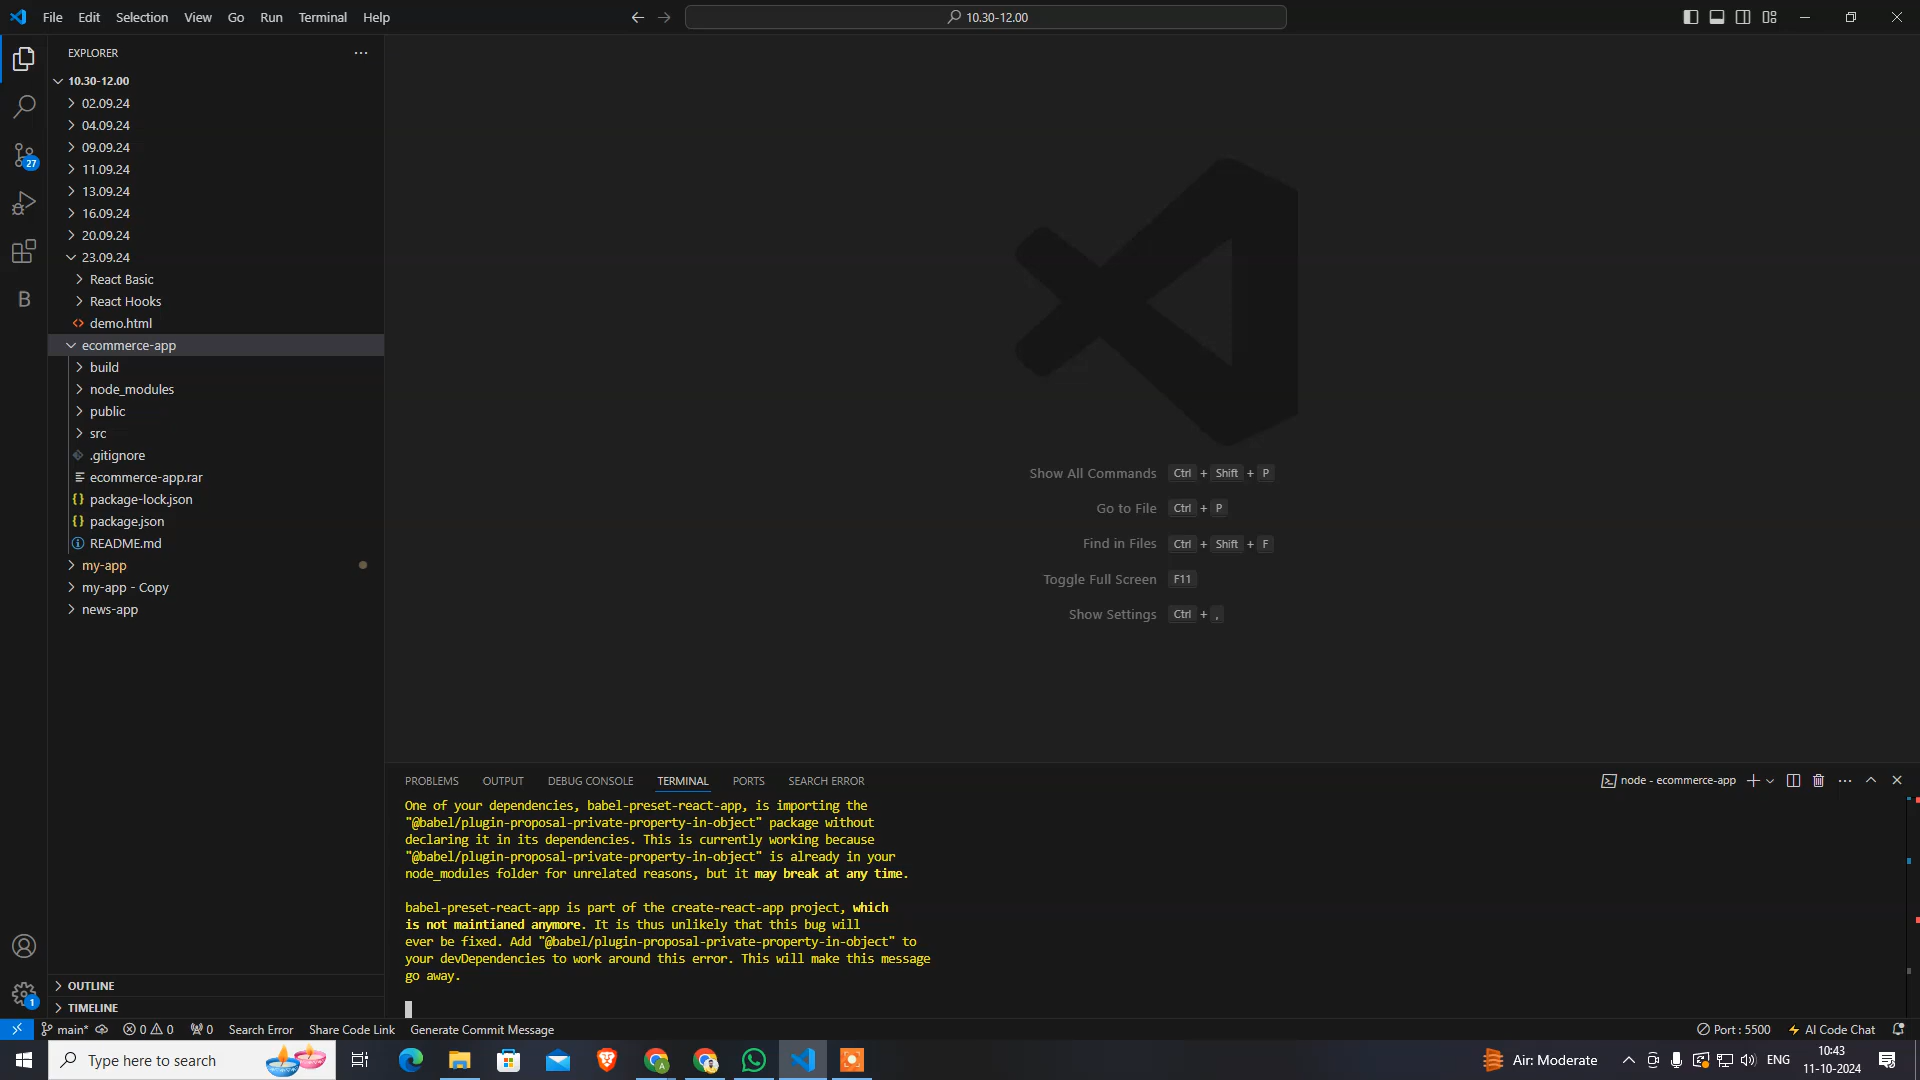 File Edit Selection View Go Run Terminal Help
10.30-12.00
EXPLORER
10.30-12.00
02.09.24
04.09.24
09.09.24
11.09.24
13.09.24
16.09.24
20.09.24
23.09.24
React Basic
React Hooks
demo.html
ecommerce-app
build
node_modules
public
src
.gitignore
ecommerce-app.rar
package-lock.json
package.json
README.md
my-app
my-app - Copy
news-app
27
B
1
OUTLINE
TIMELINE
Show All Commands Ctrl + Shift + P
Go to File Ctrl + P
Find in Files Ctrl + Shift + F
Toggle Full Screen F11
Show Settings Ctrl + ,
PROBLEMS OUTPUT DEBUG CONSOLE TERMINAL PORTS SEARCH ERROR
node - ecommerce-app
One of your dependencies, babel-preset-react-app, is importing the
"@babel/plugin-proposal-private-property-in-object" package without
declaring it in its dependencies. This is currently working because
"@babel/plugin-proposal-private-property-in-object" is already in your
node_modules folder for unrelated reasons, but it may break at any time.
babel-preset-react-app is part of the create-react-app project, which
is not maintianed anymore. It is thus unlikely that this bug will
ever be fixed. Add "@babel/plugin-proposal-private-property-in-object" to
your devDependencies to work around this error. This will make this message
go away.
main* 0 0 0 Search Error Share Code Link Generate Commit Message
Port : 5500 AI Code Chat
Type here to search
A
Air: Moderate
ENG
10:43
11-10-2024